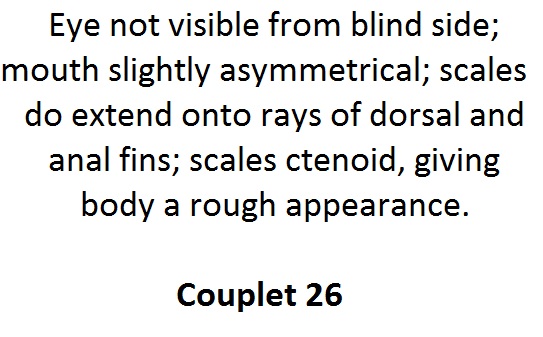 Eye not visible from blind side;
mouth slightly asymmetrical; scales
do extend onto rays of dorsal and
anal fins; scales ctenoid, giving
body a rough appearance.
Couplet 26